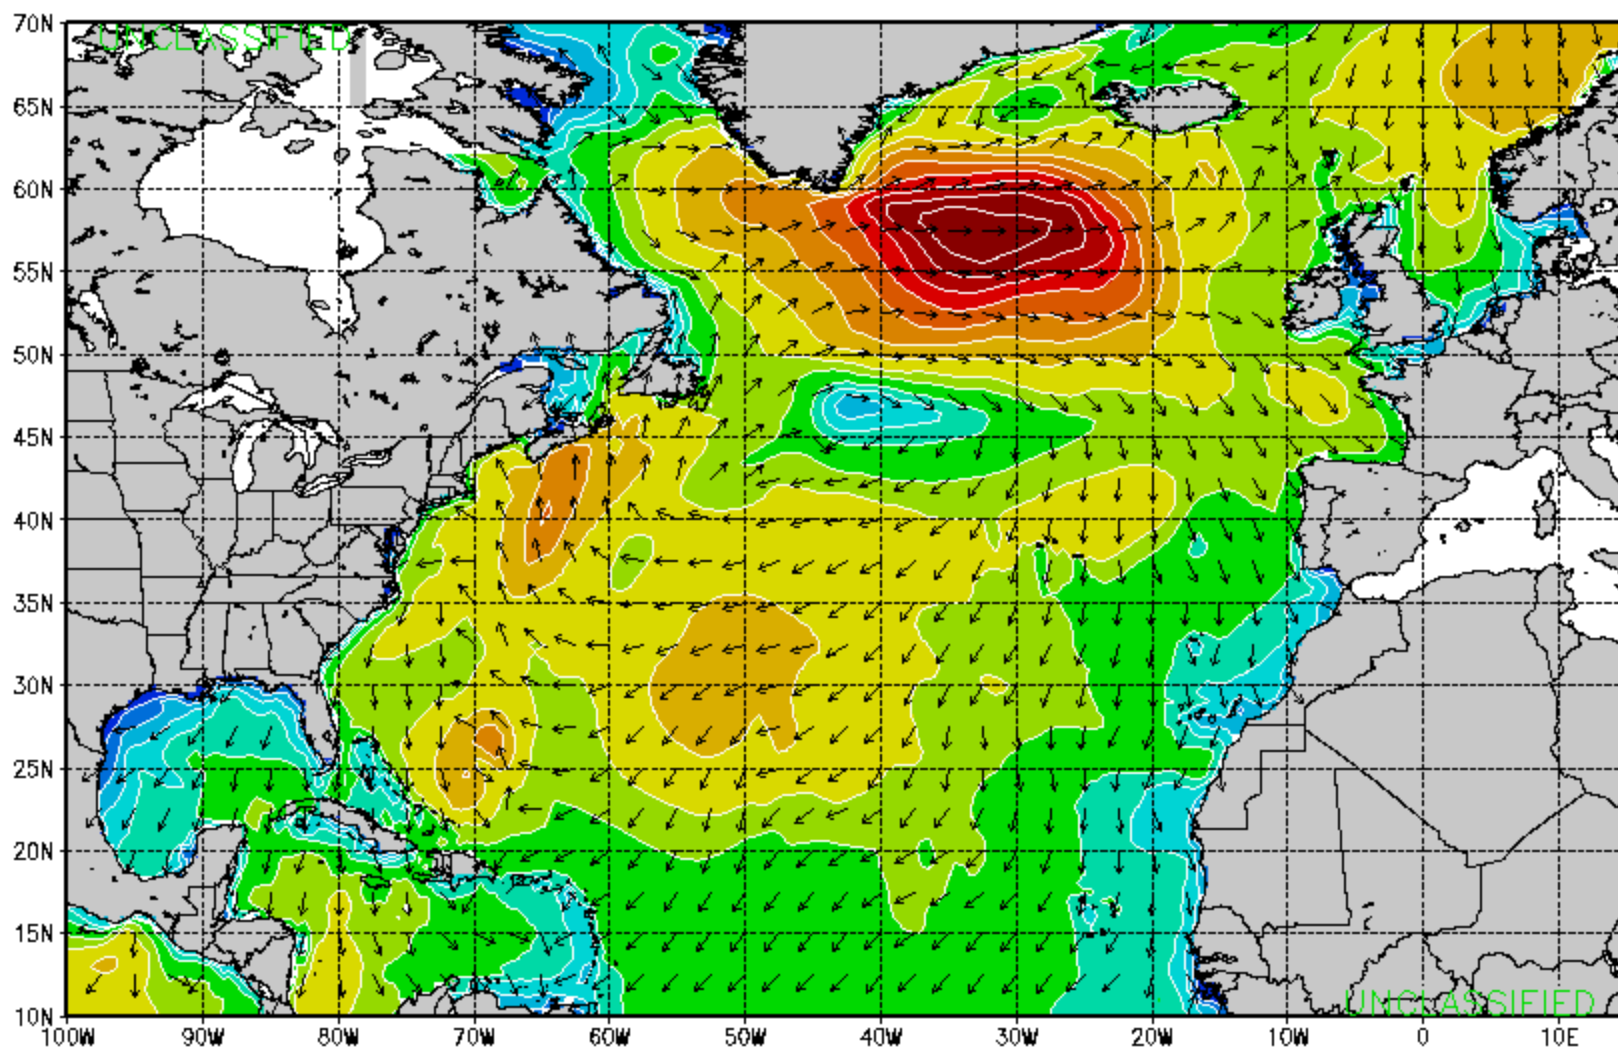 70N
UNCLASSIFIED
65N
60N
55N
50N
45N
40N
35N
30N
25N
20N
15N
UNCLASSIFIED
10N
100W 90W 80W 70W 60W 50W 40W 30W 20W 10W 0 10E